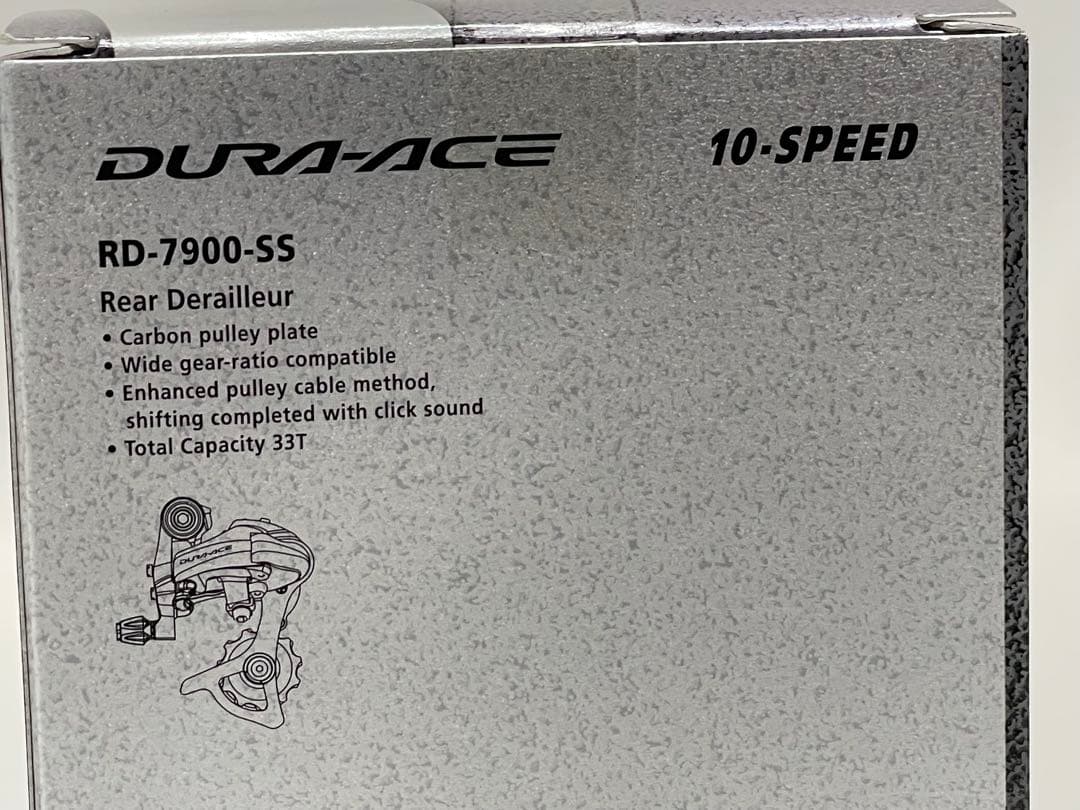 DURA-ACE 10-SPEED
RD-7900-SS
Rear Derailleur
• Carbon pulley plate
• Wide gear-ratio compatible
• Enhanced pulley cable method,
shifting completed with click sound
• Total Capacity 33T
DURA-ACE